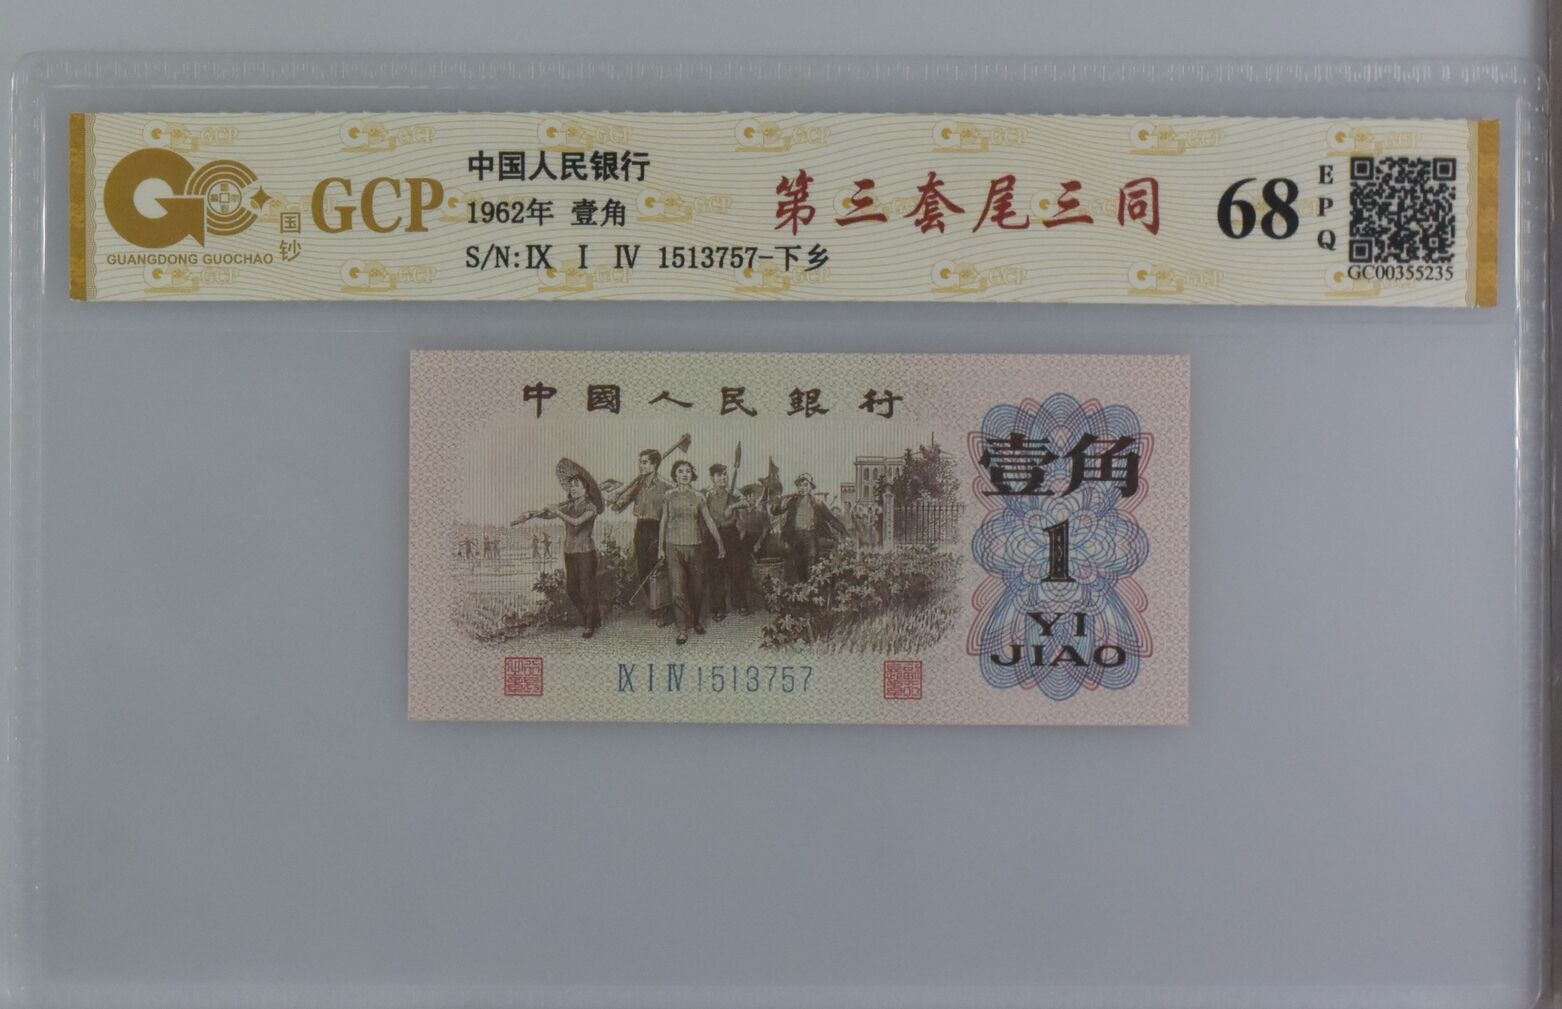 GUANGDONG GUOCHAO
国钞
GCP
中国人民银行
1962年 壹角
S/N:Ⅸ Ⅰ Ⅳ 1513757-下乡
第三套尾三同
68
EPQ
GC00355235
中國人民銀行
壹角
1
YI
JIAO
Ⅸ Ⅰ Ⅳ 1513757